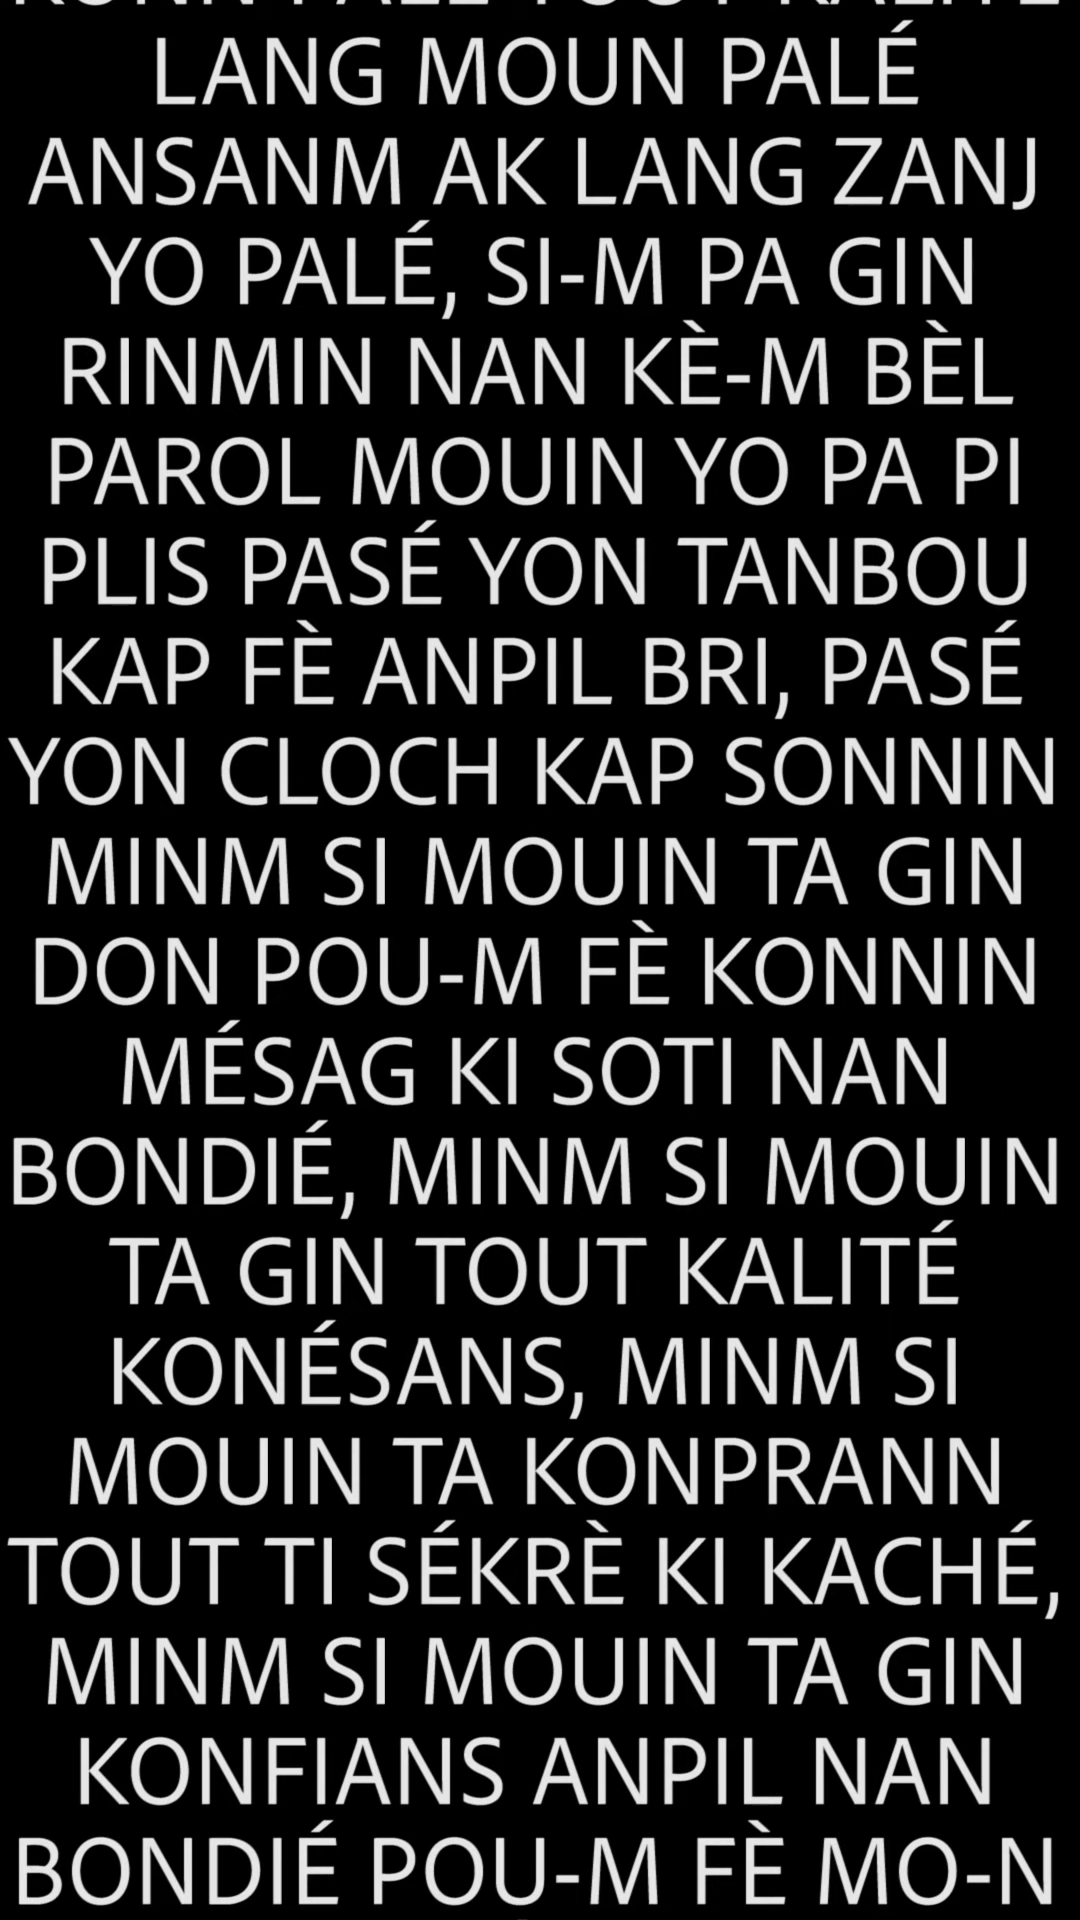 LANG MOUN PALÉ
ANSANM AK LANG ZANJ
YO PALÉ, SI-M PA GIN
RINMIN NAN KÈ-M BÈL
PAROL MOUIN YO PA PI
PLIS PASÉ YON TANBOU
KAP FÈ ANPIL BRI, PASÉ
YON CLOCH KAP SONNIN
MINM SI MOUIN TA GIN
DON POU-M FÈ KONNIN
MÉSAG KI SOTI NAN
BONDIÉ, MINM SI MOUIN
TA GIN TOUT KALITÉ
KONÉSANS, MINM SI
MOUIN TA KONPRANN
TOUT TI SÉKRÈ KI KACHÉ,
MINM SI MOUIN TA GIN
KONFIANS ANPIL NAN
BONDIÉ POU-M FÈ MO-N